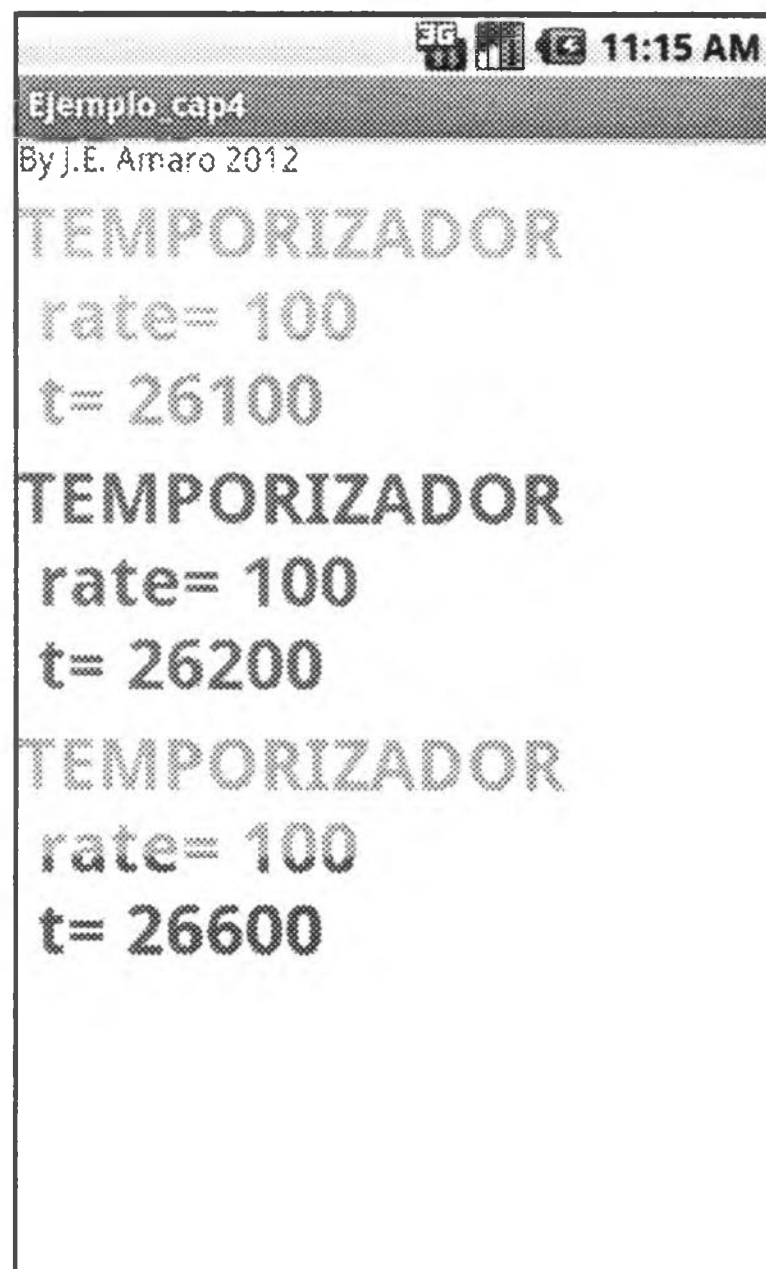 3G 11:15 AM
Ejemplo_cap4
By J.E. Amaro 2012
TEMPORIZADOR
rate= 100
t= 26100
TEMPORIZADOR
rate= 100
t= 26200
TEMPORIZADOR
rate= 100
t= 26600